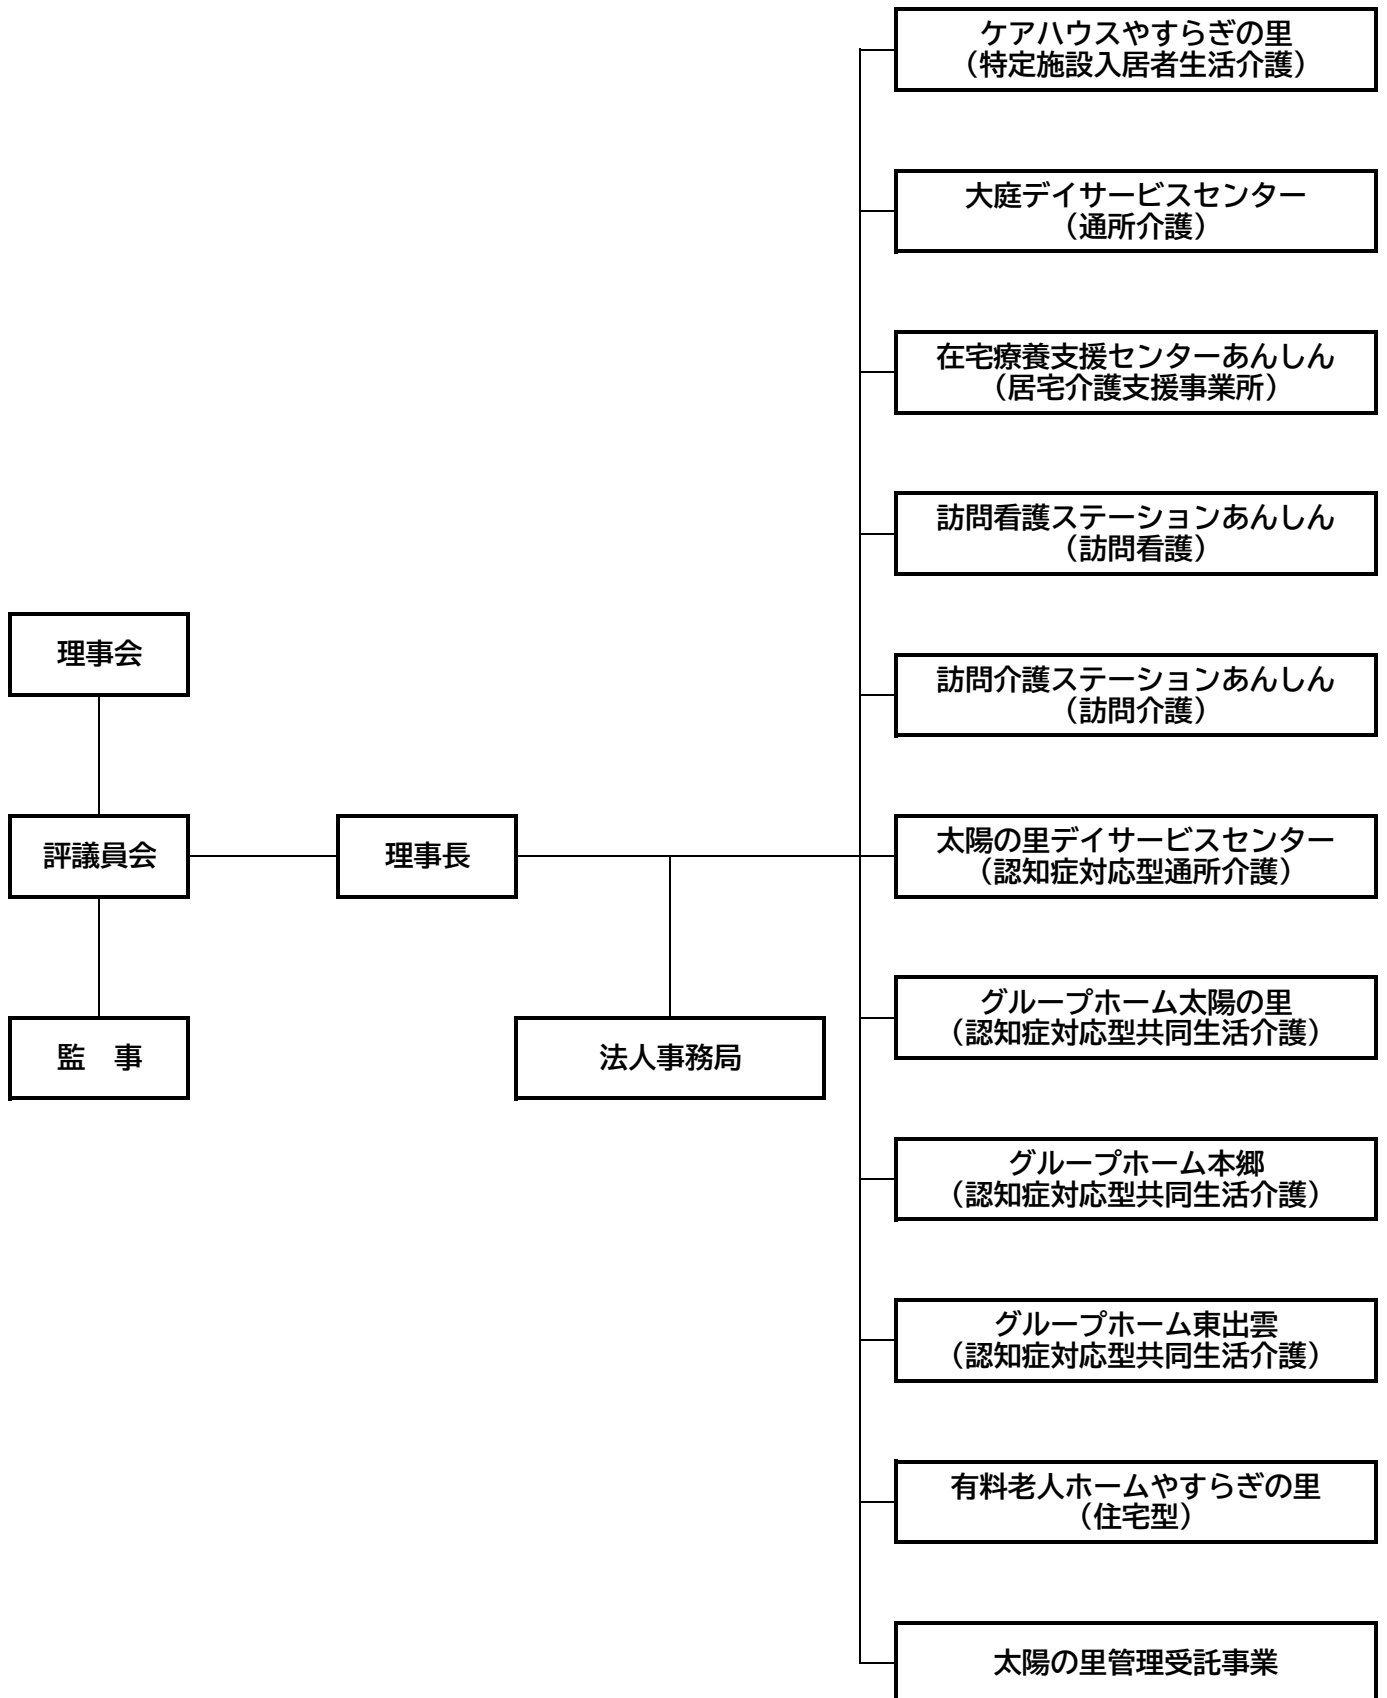 ケアハウスやすらぎの里
（特定施設入居者生活介護）
大庭デイサービスセンター
（通所介護）
在宅療養支援センターあんしん
（居宅介護支援事業所）
訪問看護ステーションあんしん
（訪問看護）
理事会
訪問介護ステーションあんしん
（訪問介護）
評議員会
理事長
太陽の里デイサービスセンター
（認知症対応型通所介護）
監　事
法人事務局
グループホーム太陽の里
（認知症対応型共同生活介護）
グループホーム本郷
（認知症対応型共同生活介護）
グループホーム東出雲
（認知症対応型共同生活介護）
有料老人ホームやすらぎの里
（住宅型）
太陽の里管理受託事業